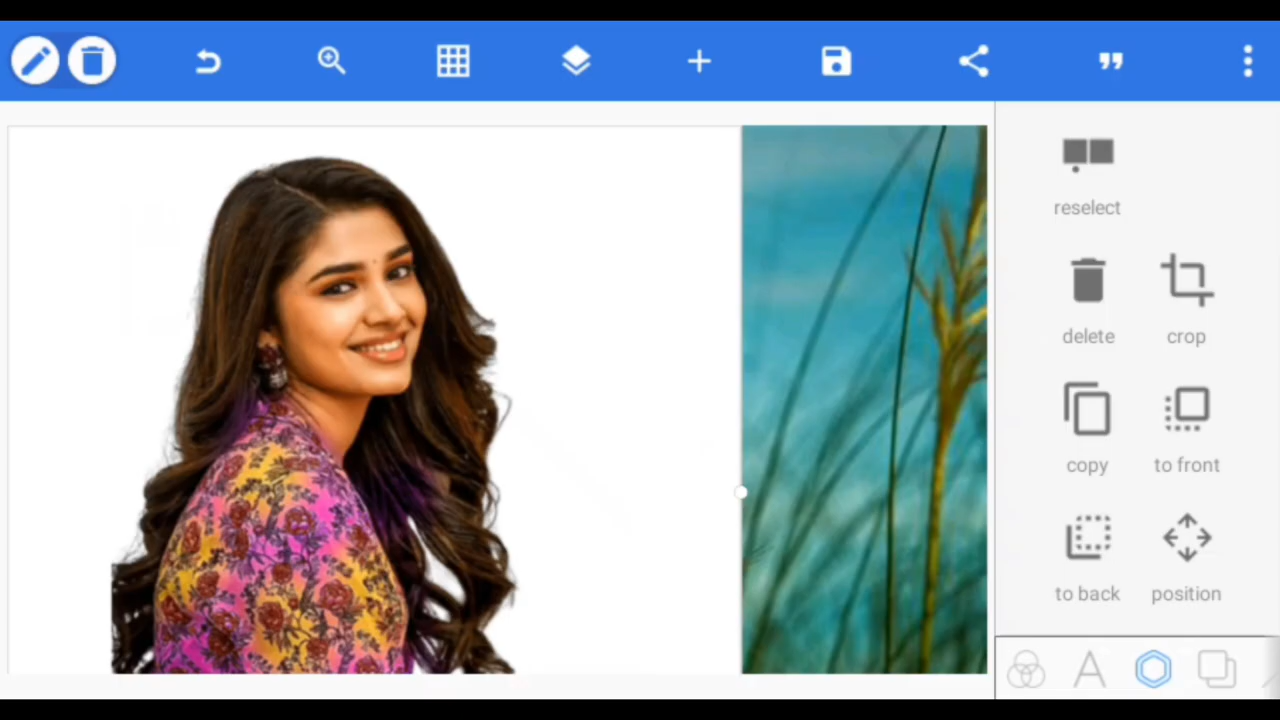 reselect
delete crop
copy to front
to back position